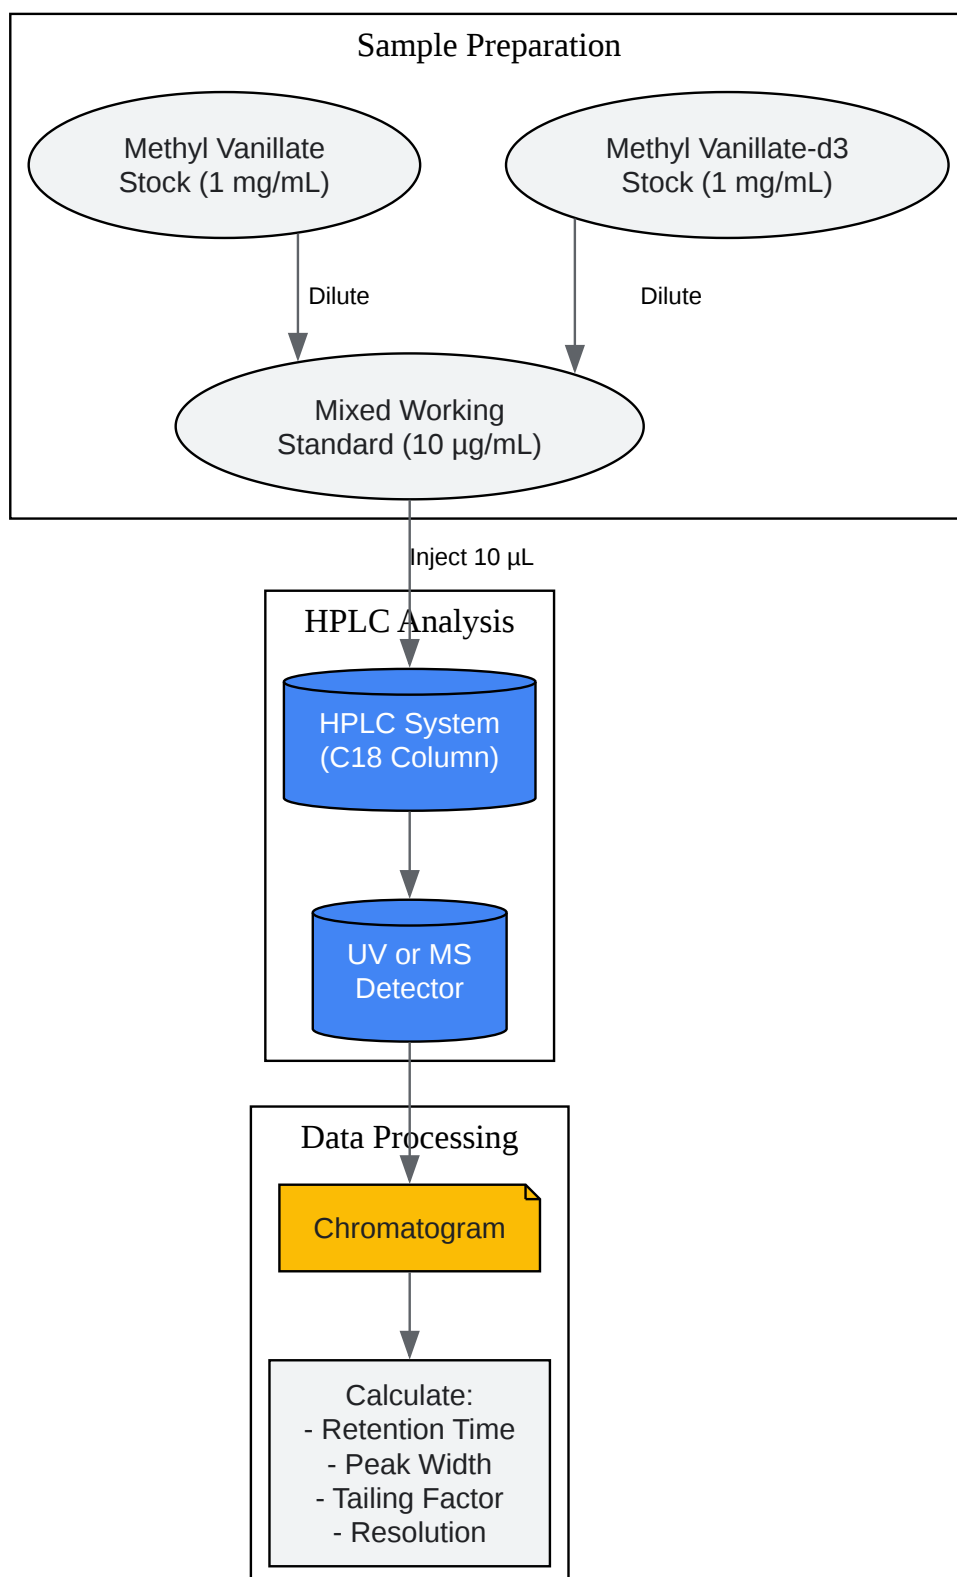 Sample Preparation
Methyl Vanillate
Stock (1 mg/mL)
Methyl Vanillate-d3
Stock (1 mg/mL)
Dilute
Dilute
Mixed Working
Standard (10 µg/mL)
Inject 10 µL
HPLC Analysis
HPLC System
(C18 Column)
UV or MS
Detector
Data Processing
Chromatogram
Calculate:
- Retention Time
- Peak Width
- Tailing Factor
- Resolution